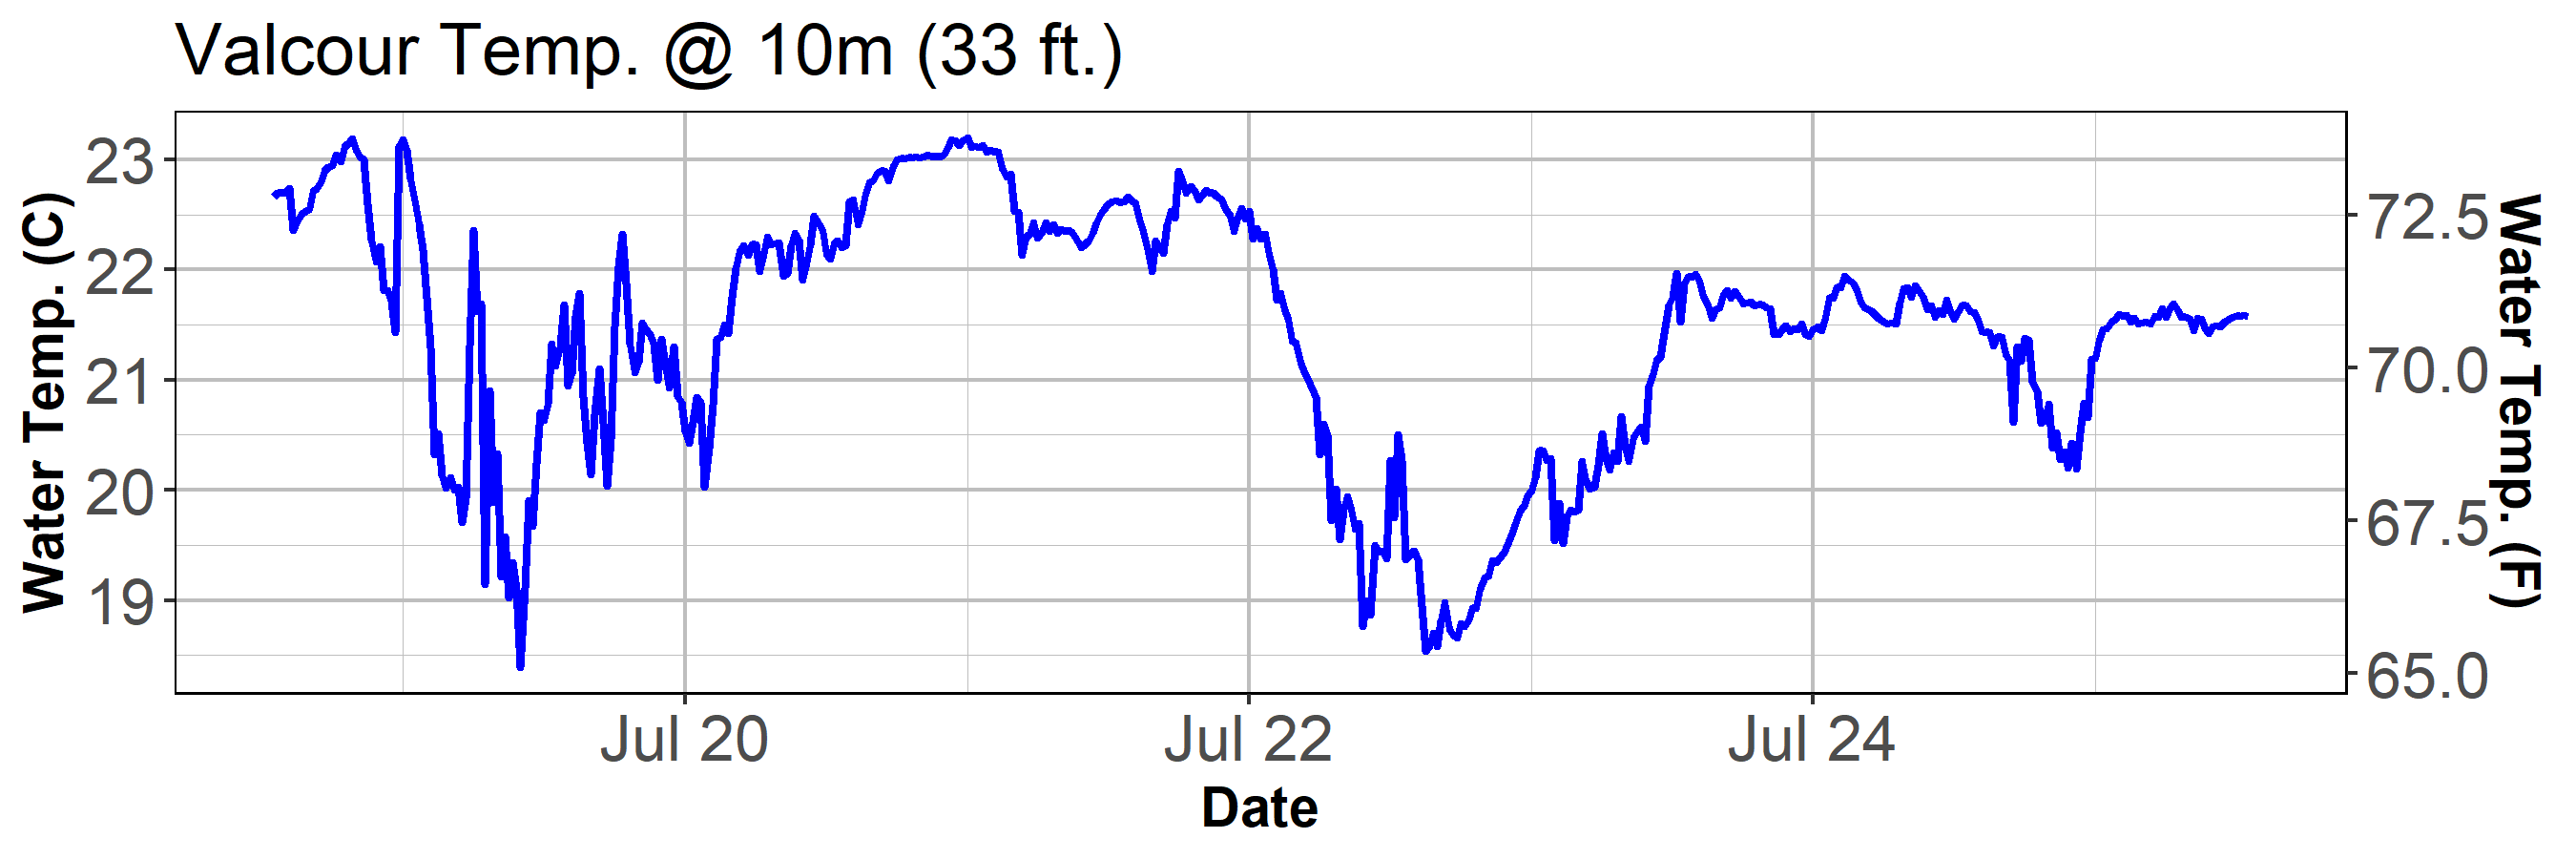 Valcour Temp. @ 10m (33 ft.)
Water Temp. (C)
23
22
21
20
19
72.5
70.0
67.5
65.0
Water Temp. (F)
Jul 20
Jul 22
Jul 24
Date